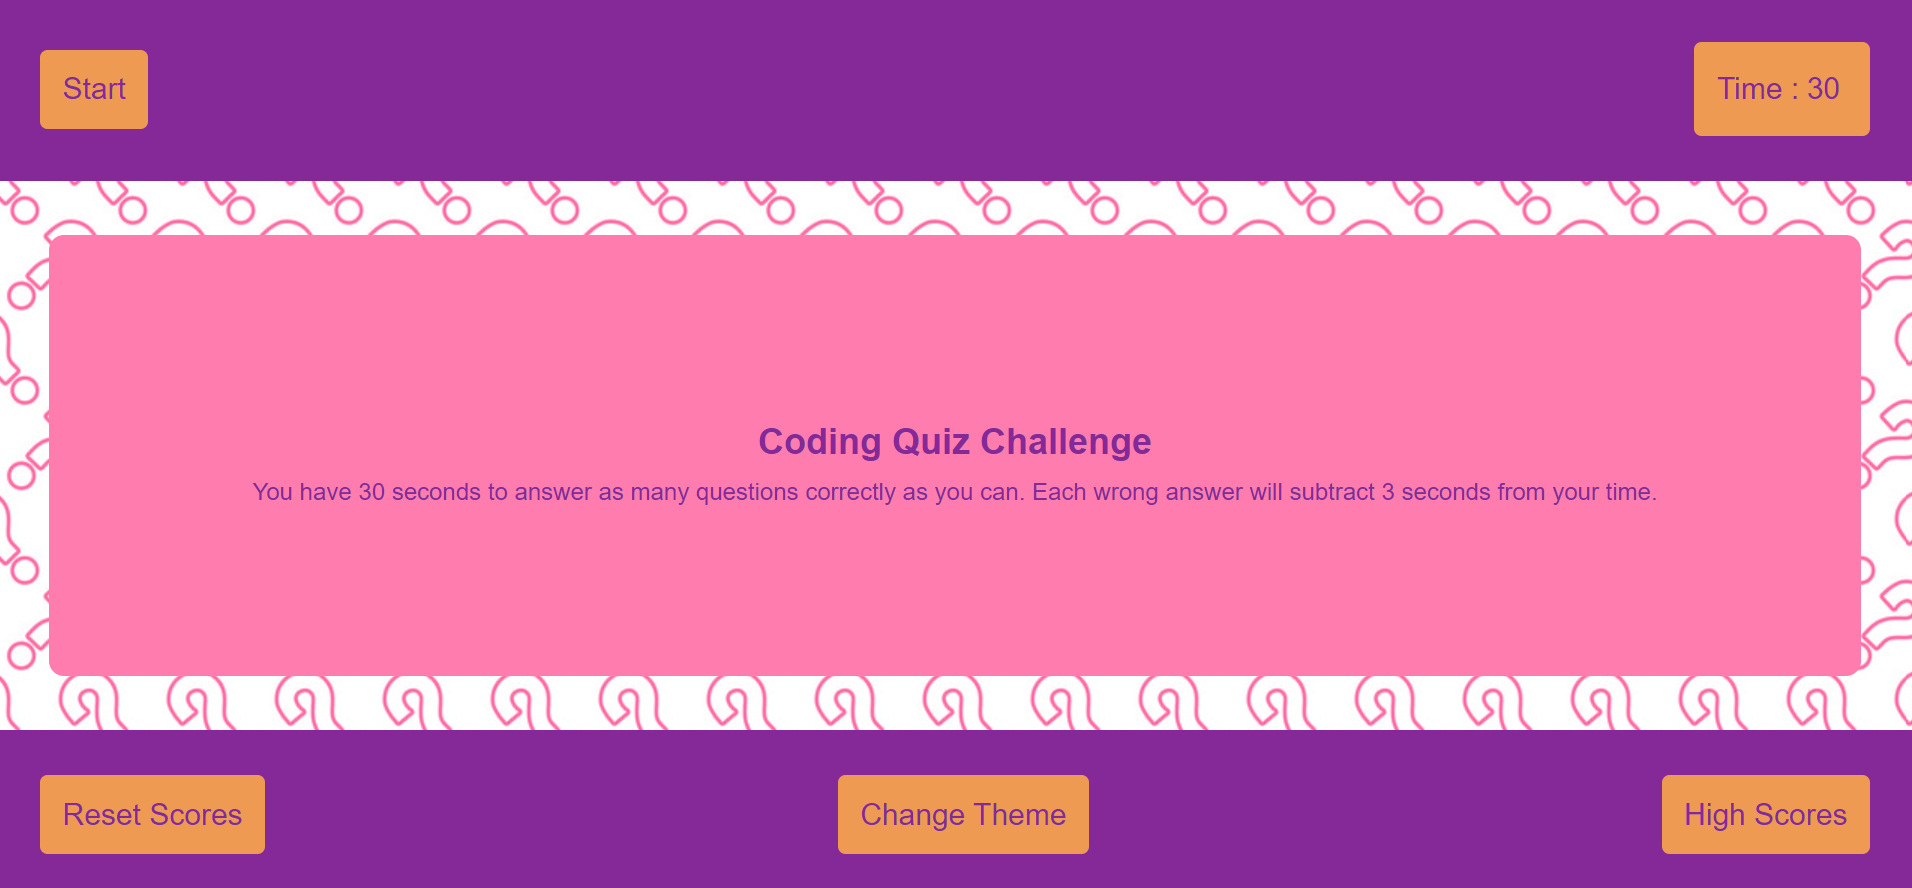 Start
Time : 30
Coding Quiz Challenge
You have 30 seconds to answer as many questions correctly as you can. Each wrong answer will subtract 3 seconds from your time.
Reset Scores
Change Theme
High Scores